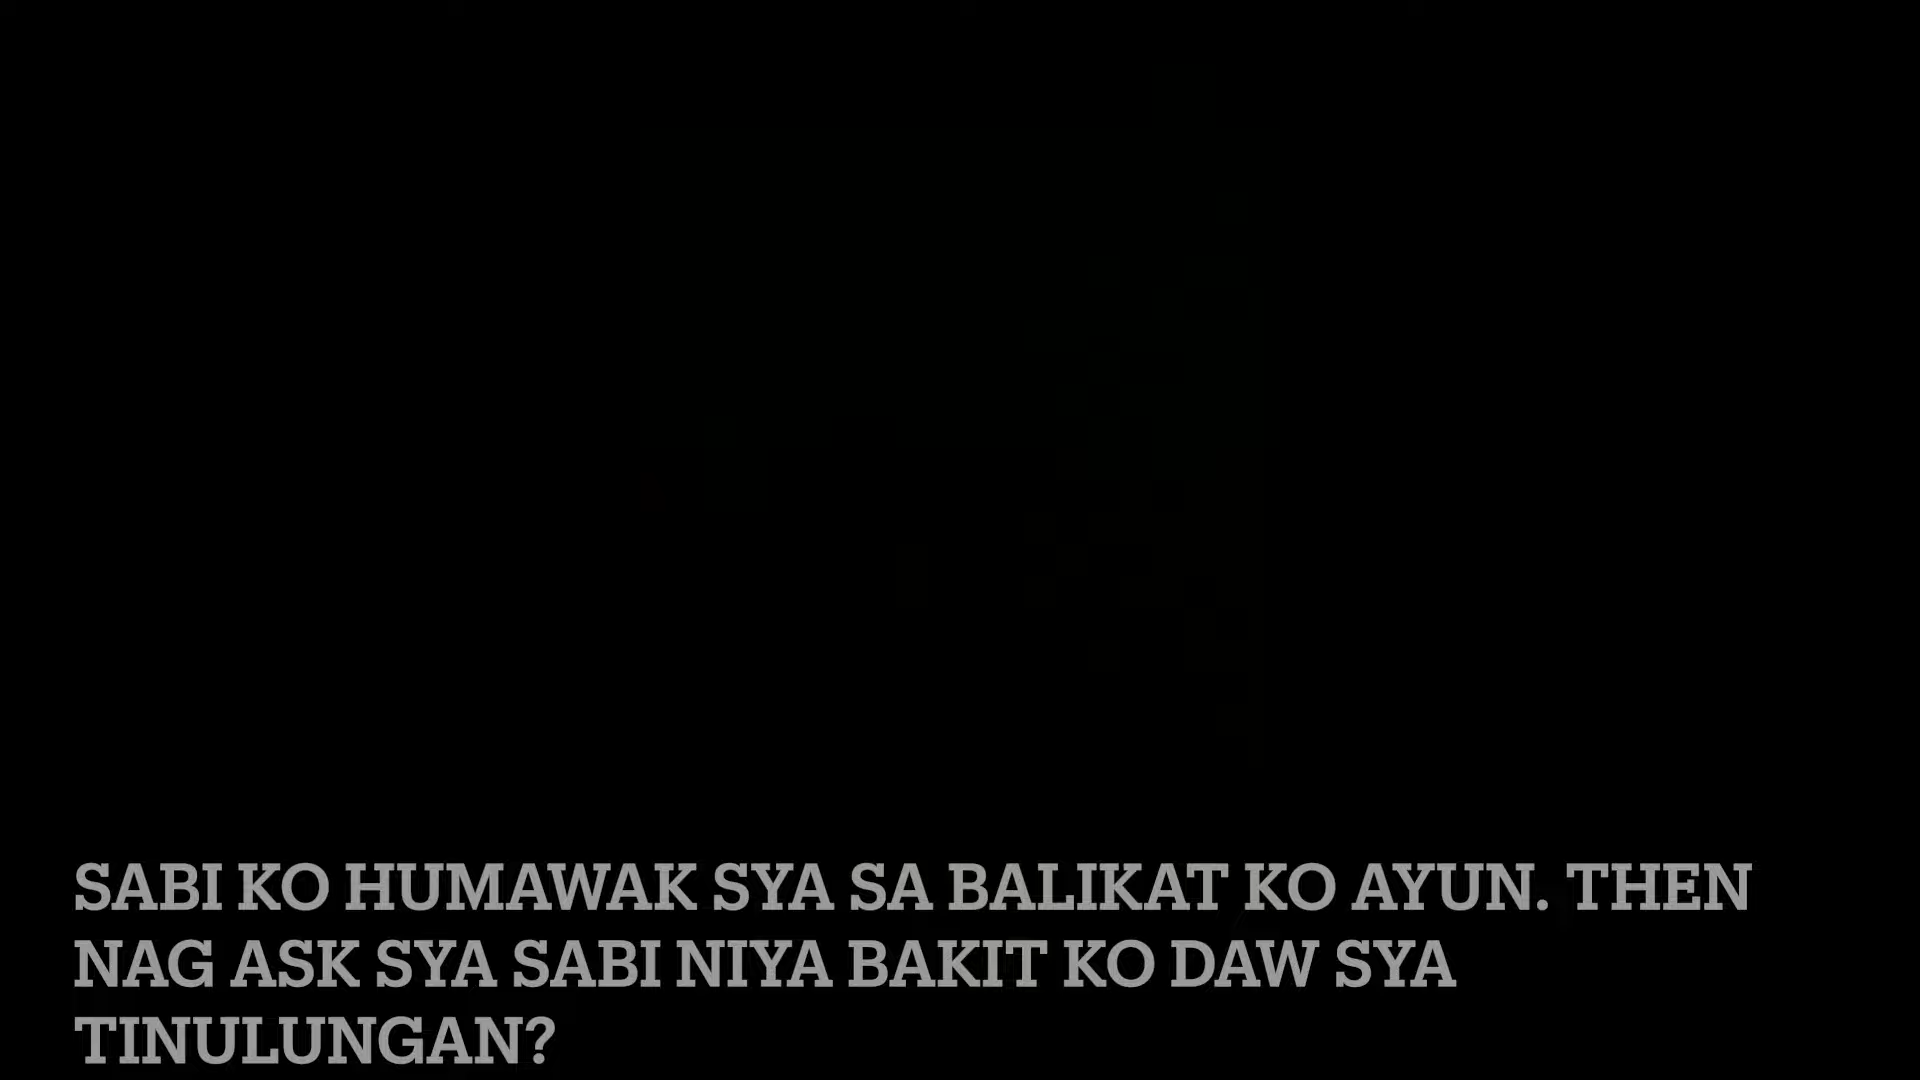 SABI KO HUMAWAK SYA SA BALIKAT KO AYUN. THEN
NAG ASK SYA SABI NIYA BAKIT KO DAW SYA
TINULUNGAN?